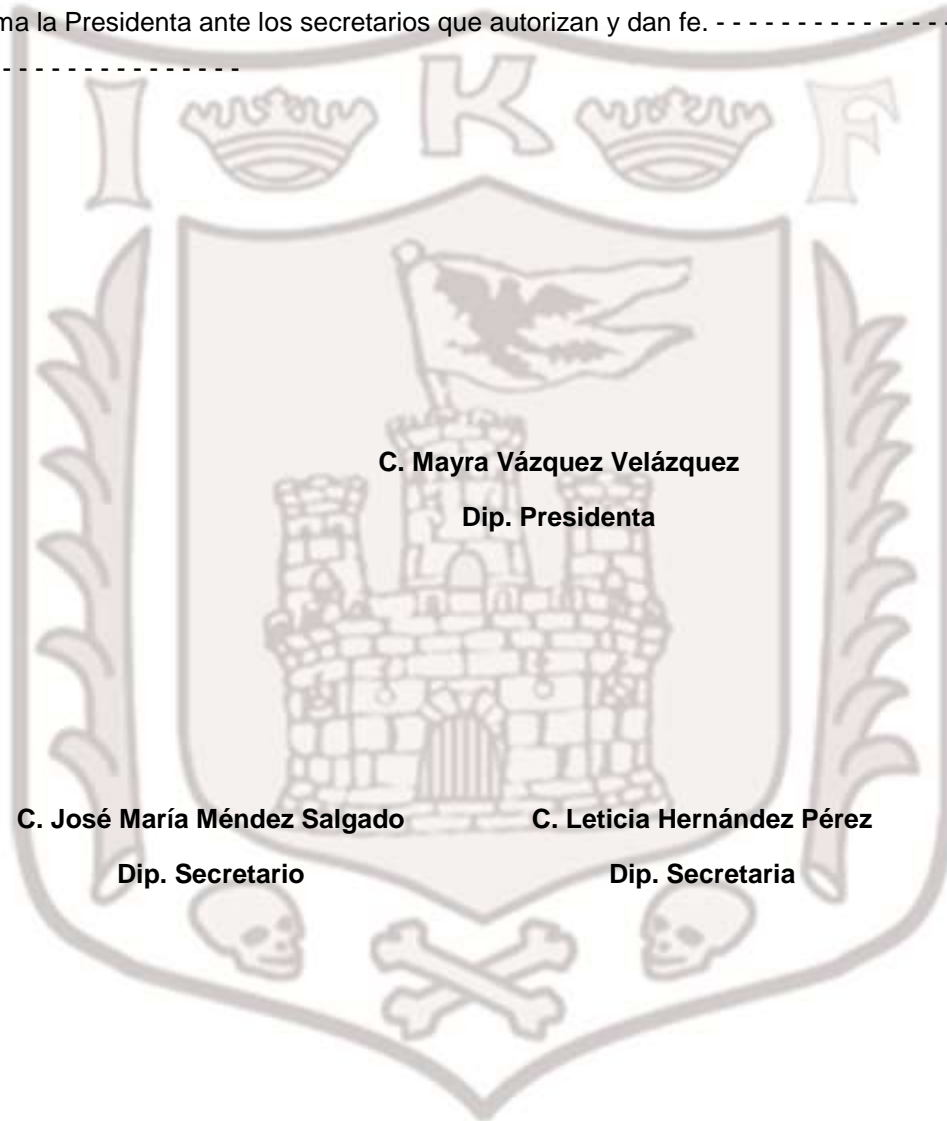 ma la Presidenta ante los secretarios que autorizan y dan fe. - - - - - - - - - - - - - - - -
- - - - - - - - - - - - - - -
I K F
C. Mayra Vázquez Velázquez
Dip. Presidenta
C. José María Méndez Salgado C. Leticia Hernández Pérez
Dip. Secretario Dip. Secretaria